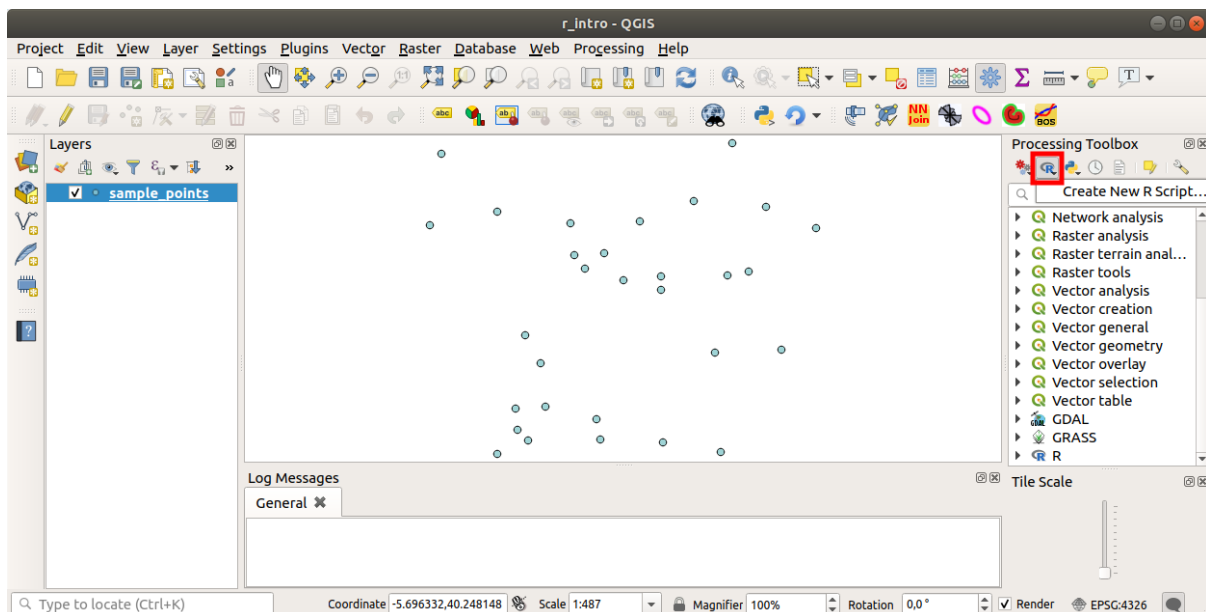 r_intro - QGIS
Project Edit View Layer Settings Plugins Vector Raster Database Web Processing Help
Layers
sample_points
Processing Toolbox
Create New R Script...
Network analysis
Raster analysis
Raster terrain anal...
Raster tools
Vector analysis
Vector creation
Vector general
Vector geometry
Vector overlay
Vector selection
Vector table
GDAL
GRASS
R
Log Messages
General
Tile Scale
Type to locate (Ctrl+K)
Coordinate -5.696332,40.248148 Scale 1:487 Magnifier 100% Rotation 0,0 ° Render EPSG:4326